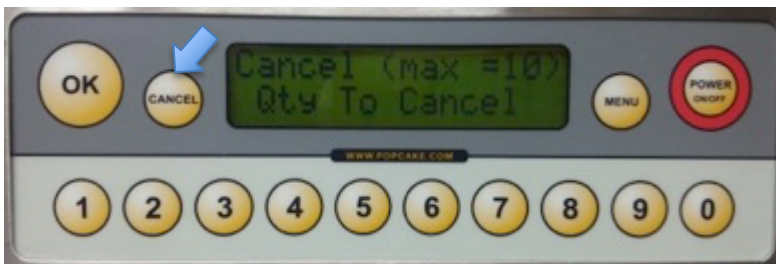 OK
CANCEL
Cancel (max =10)
Qty To Cancel
MENU
POWER
ON/OFF
WWW.POPCAKE.COM
1 2 3 4 5 6 7 8 9 0